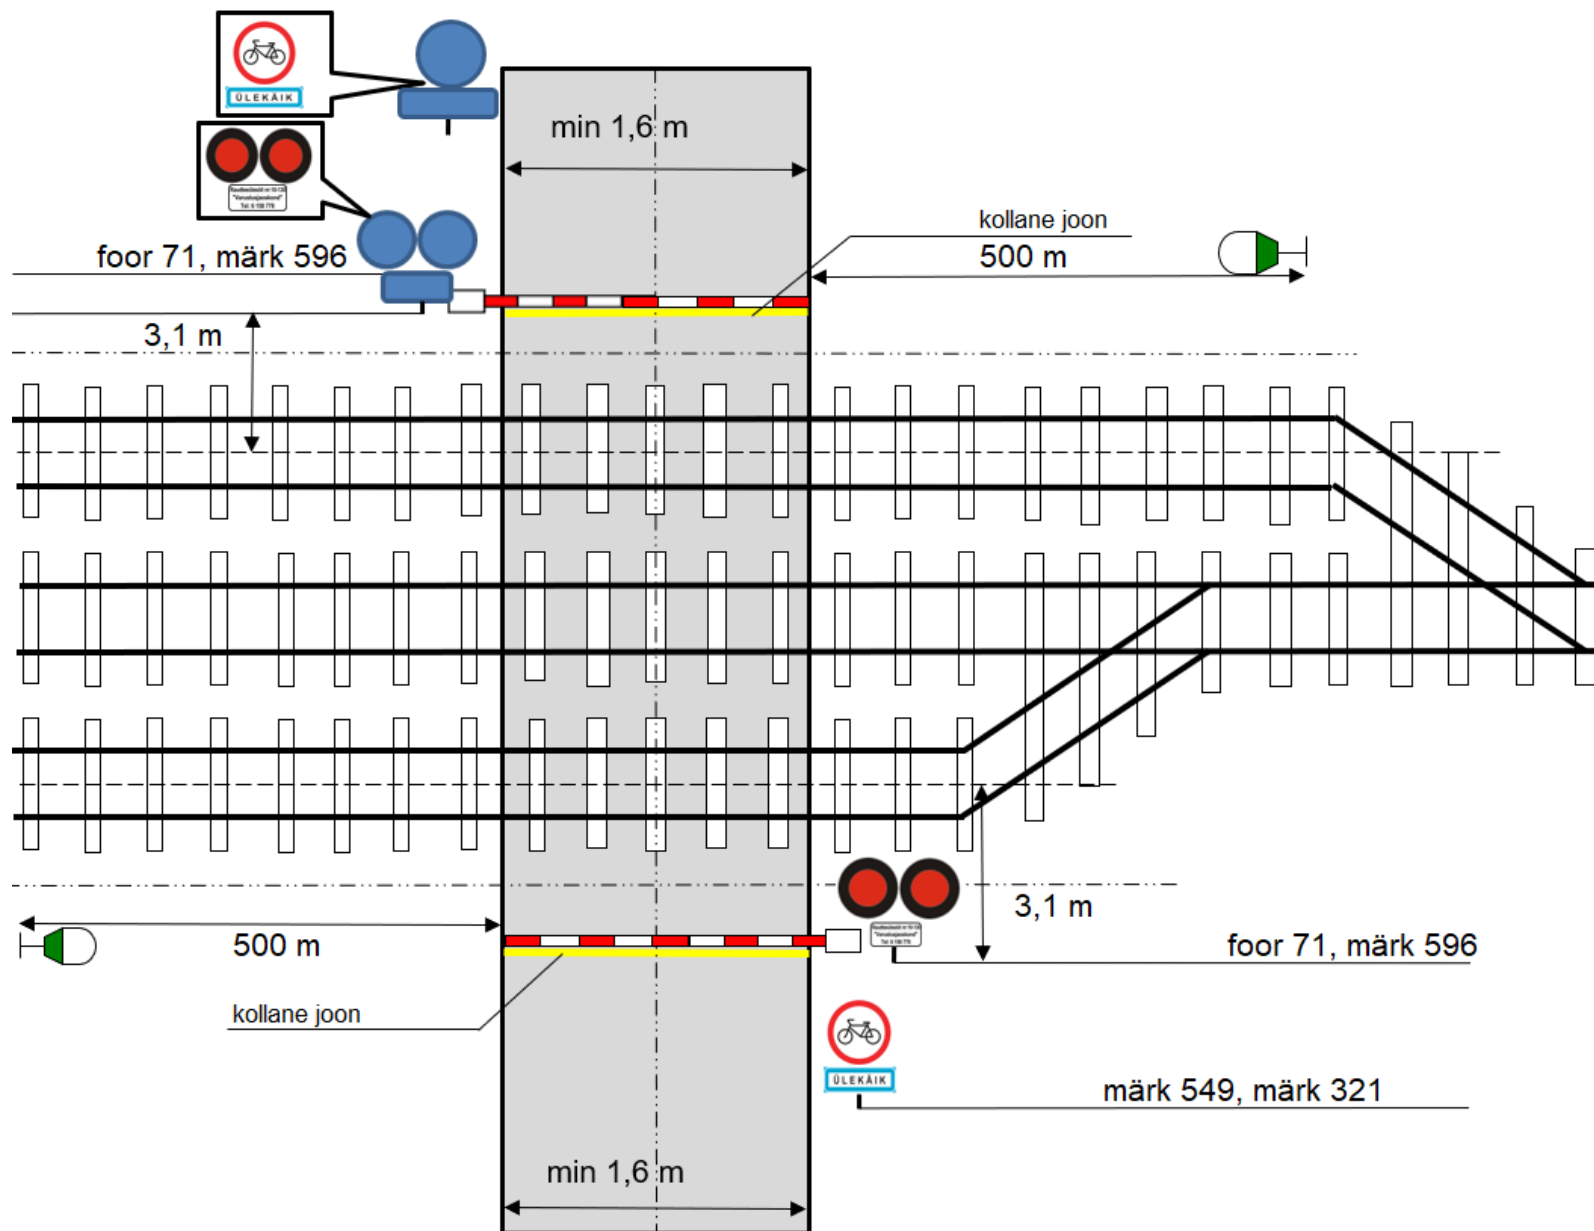 ÜLEKÄIK
min 1,6 m
kollane joon
foor 71, märk 596
500 m
3,1 m
3,1 m
500 m
foor 71, märk 596
kollane joon
ÜLEKÄIK
märk 549, märk 321
min 1,6 m